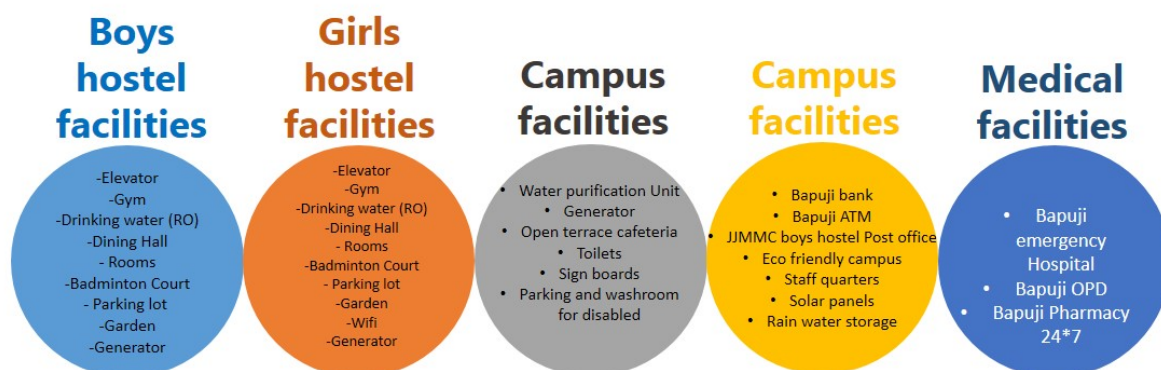 Boys
hostel
facilities
-Elevator
-Gym
-Drinking water (RO)
-Dining Hall
- Rooms
-Badminton Court
- Parking lot
-Garden
-Generator
Girls
hostel
facilities
-Elevator
-Gym
-Drinking water (RO)
-Dining Hall
- Rooms
-Badminton Court
- Parking lot
-Garden
-Wifi
-Generator
Campus
facilities
• Water purification Unit
• Generator
• Open terrace cafeteria
• Toilets
• Sign boards
• Parking and washroom
for disabled
Campus
facilities
• Bapuji bank
• Bapuji ATM
• JJMMC boys hostel Post office
• Eco friendly campus
• Staff quarters
• Solar panels
• Rain water storage
Medical
facilities
• Bapuji
emergency
Hospital
• Bapuji OPD
• Bapuji Pharmacy
24*7